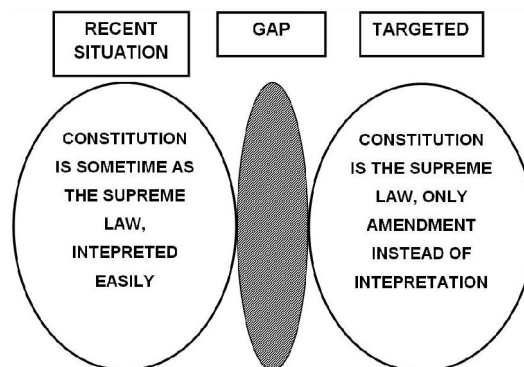 RECENT
SITUATION
GAP
TARGETED
CONSTITUTION
IS SOMETIME AS
THE SUPREME
LAW,
INTEPRETED
EASILY
CONSTITUTION
IS THE SUPREME
LAW, ONLY
AMENDMENT
INSTEAD OF
INTEPRETATION